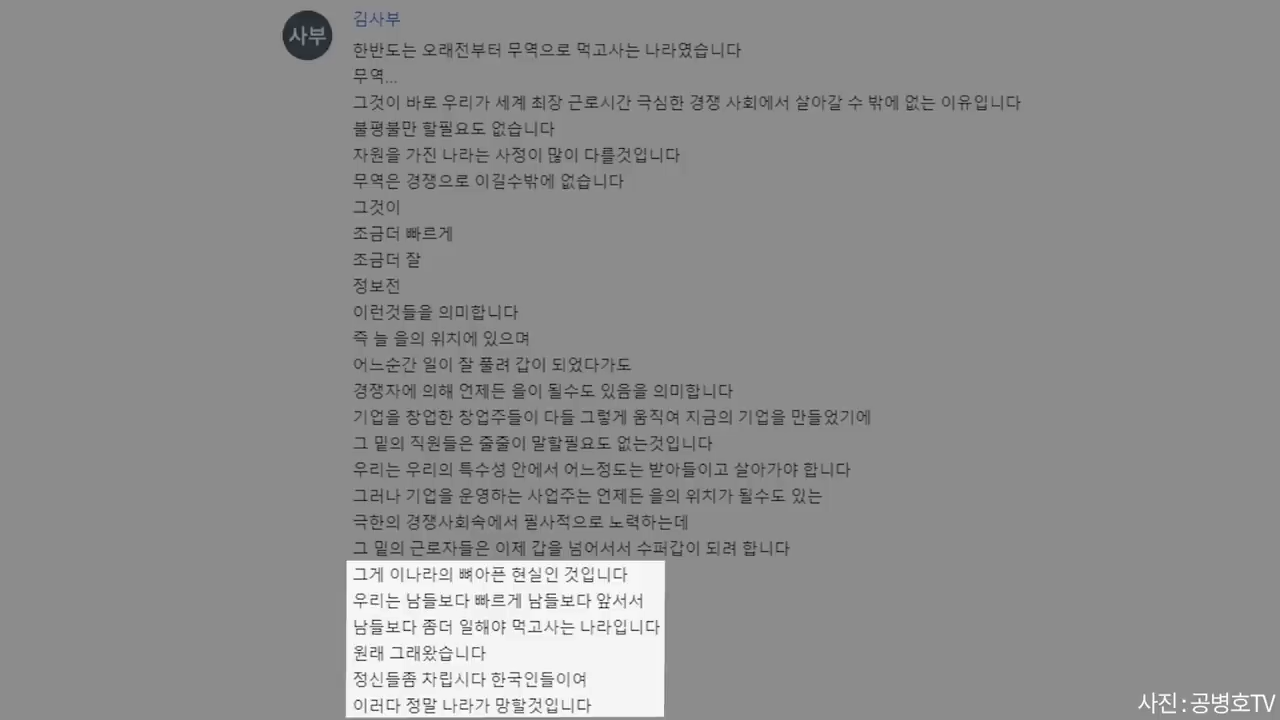 사부
김사부
한반도는 오래전부터 무역으로 먹고사는 나라였습니다
무역...
그것이 바로 우리가 세계 최장 근로시간 극심한 경쟁 사회에서 살아갈 수 밖에 없는 이유입니다
불평불만 할필요도 없습니다
자원을 가진 나라는 사정이 많이 다를것입니다
무역은 경쟁으로 이길수밖에 없습니다
그것이
조금더 빠르게
조금더 잘
정보전
이런것들을 의미합니다
즉 늘 을의 위치에 있으며
어느순간 일이 잘 풀려 갑이 되었다가도
경쟁자에 의해 언제든 을이 될수도 있음을 의미합니다
기업을 창업한 창업주들이 다들 그렇게 움직여 지금의 기업을 만들었기에
그 밑의 직원들은 줄줄이 말할필요도 없는것입니다
우리는 우리의 특수성 안에서 어느정도는 받아들이고 살아가야 합니다
그러나 기업을 운영하는 사업주는 언제든 을의 위치가 될수도 있는
극한의 경쟁사회속에서 필사적으로 노력하는데
그 밑의 근로자들은 이제 갑을 넘어서서 수퍼갑이 되려 합니다
그게 이나라의 뼈아픈 현실인 것입니다
우리는 남들보다 빠르게 남들보다 앞서서
남들보다 좀더 일해야 먹고사는 나라입니다
원래 그래왔습니다
정신들좀 차립시다 한국인들이여
이러다 정말 나라가 망할것입니다
사진 : 공병호TV